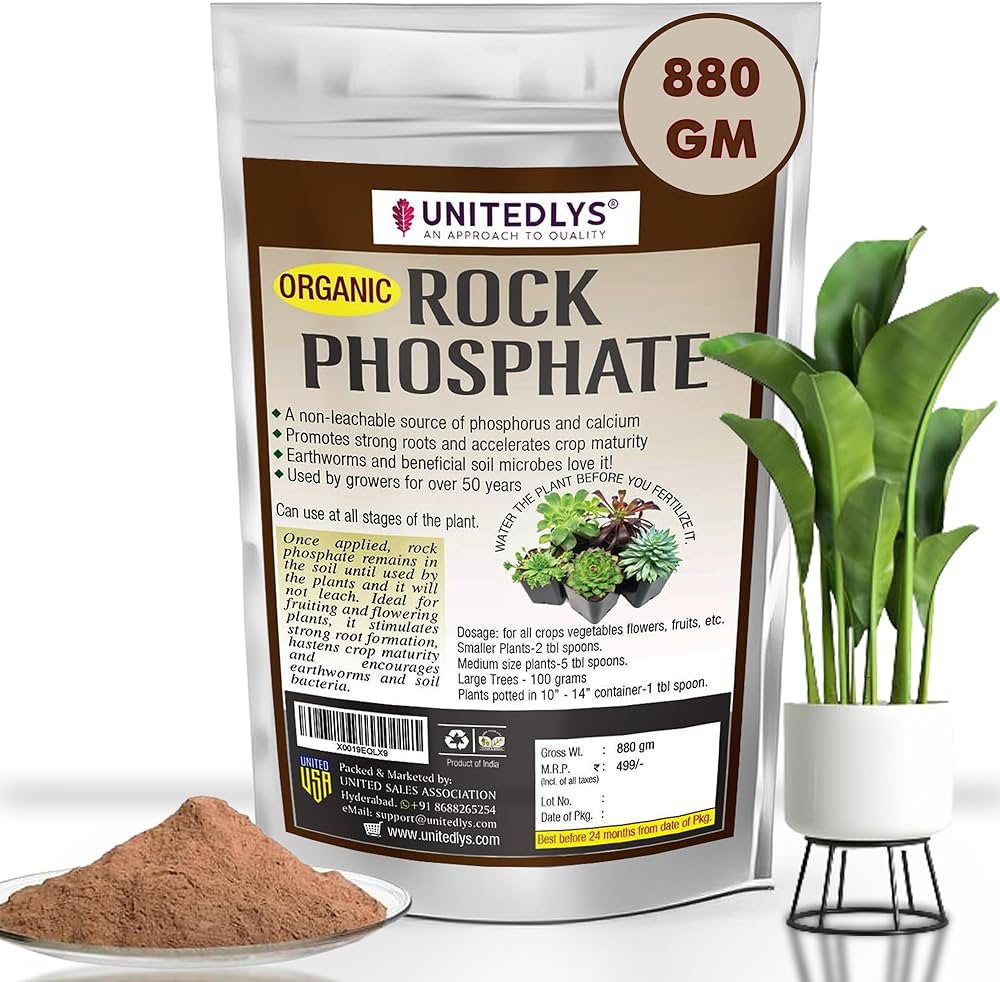 880
GM
UNITEDLYS®
AN APPROACH TO QUALITY
ORGANIC
ROCK
PHOSPHATE
A non-leachable source of phosphorus and calcium
Promotes strong roots and accelerates crop maturity
Earthworms and beneficial soil microbes love it!
Used by growers for over 50 years
WATER THE PLANT BEFORE YOU FERTILIZE IT.
Can use at all stages of the plant.
Once applied, rock
phosphate remains in
the soil until used by
the plants and it will
not leach. Ideal for
fruiting and flowering
plants, it stimulates
strong root formation,
hastens crop maturity
and encourages
earthworms and soil
bacteria.
Dosage: for all crops vegetables flowers, fruits, etc.
Smaller Plants-2 tbl spoons.
Medium size plants-5 tbl spoons.
Large Trees - 100 grams
Plants potted in 10" - 14" container-1 tbl spoon.
X0019EQLX9
Product of India
UNITED
USA
Packed & Marketed by:
UNITED SALES ASSOCIATION
Hyderabad. +91 8688265254
eMail: support@unitedlys.com
www.unitedlys.com
Gross Wt. : 880 gm
M.R.P. ₹ : 499/-
(Incl. of all taxes)
Lot No. :
Date of Pkg. :
Best before 24 months from date of Pkg.